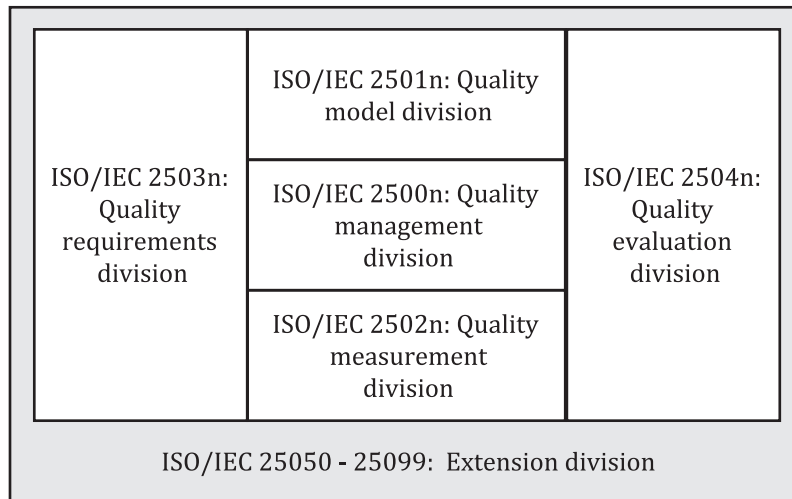 ISO/IEC 2503n:
Quality
requirements
division
ISO/IEC 2501n: Quality
model division
ISO/IEC 2500n: Quality
management
division
ISO/IEC 2502n: Quality
measurement
division
ISO/IEC 2504n:
Quality
evaluation
division
ISO/IEC 25050 - 25099: Extension division